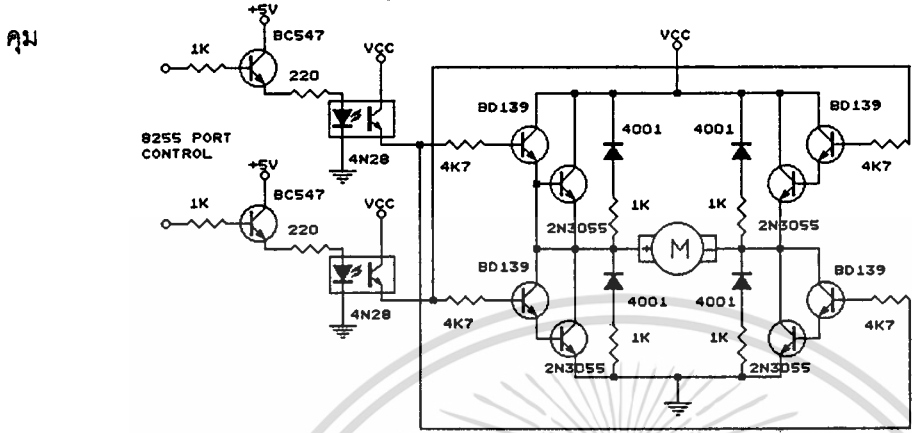 คุม
+5V
BC547
1K
220
VCC
4N28
8255 PORT
CONTROL
+5V
BC547
1K
220
VCC
4N28
VCC
BD139
4001
4001
BD139
4K7
4K7
1K
1K
2N3055
2N3055
M
BD139
4001
4001
BD139
4K7
4K7
1K
1K
2N3055
2N3055